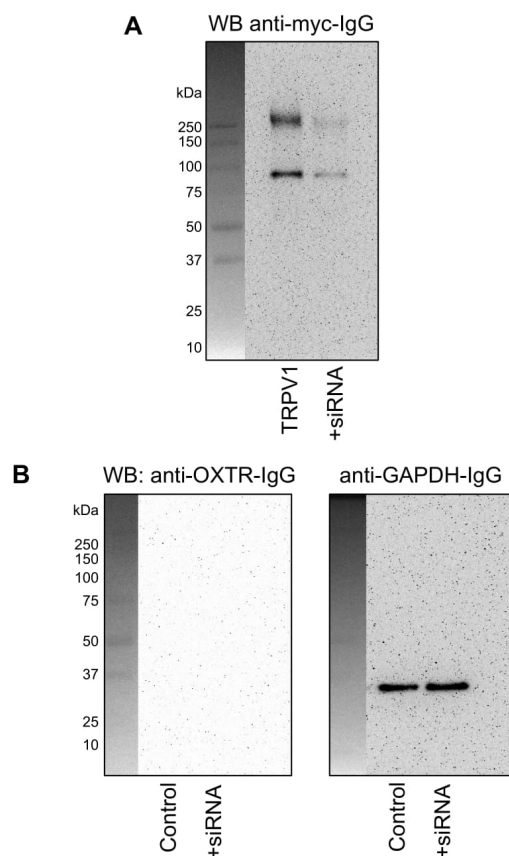 A
WB anti-myc-IgG
kDa
250
150
100
75
50
37
25
10
TRPV1
+siRNA
B
WB: anti-OXTR-IgG
anti-GAPDH-IgG
kDa
250
150
100
75
50
37
25
10
Control
+siRNA
Control
+siRNA